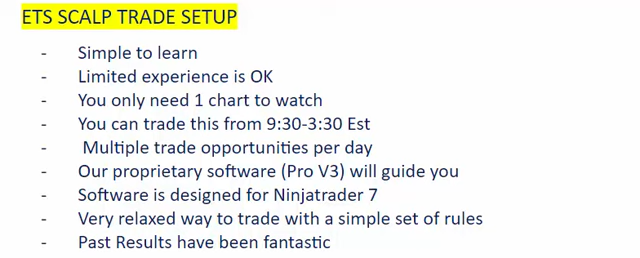 ETS SCALP TRADE SETUP
- Simple to learn
- Limited experience is OK
- You only need 1 chart to watch
- You can trade this from 9:30-3:30 Est
- Multiple trade opportunities per day
- Our proprietary software (Pro V3) will guide you
- Software is designed for Ninjatrader 7
- Very relaxed way to trade with a simple set of rules
- Past Results have been fantastic